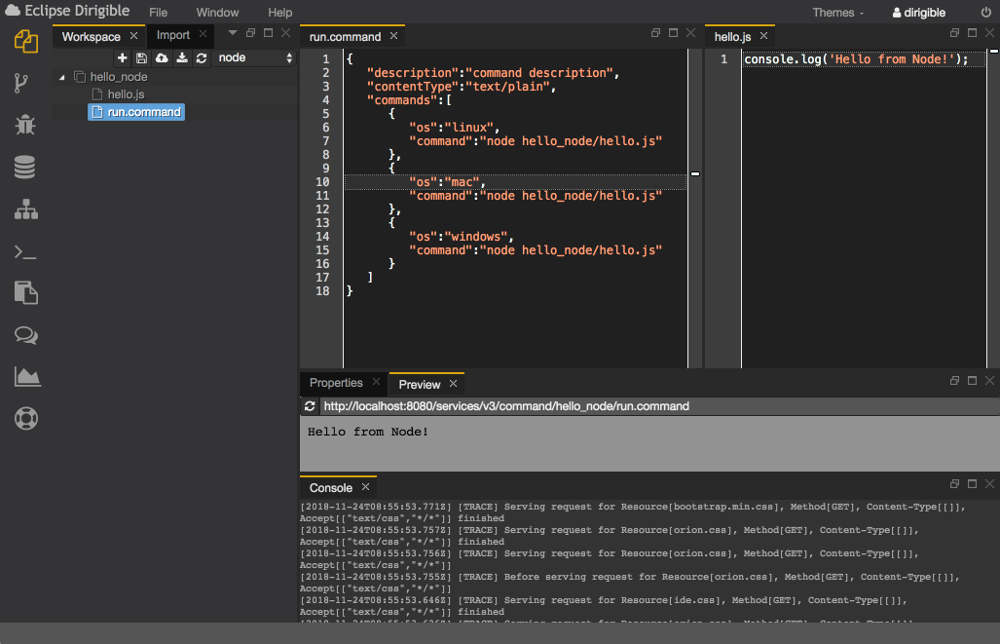 Eclipse Dirigible File Window Help Themes dirigible
Workspace Import
node
hello_node
hello.js
run.command
run.command
1 {
2 "description":"command description",
3 "contentType":"text/plain",
4 "commands":[
5 {
6 "os":"linux",
7 "command":"node hello_node/hello.js"
8 },
9 {
10 "os":"mac",
11 "command":"node hello_node/hello.js"
12 },
13 {
14 "os":"windows",
15 "command":"node hello_node/hello.js"
16 }
17 ]
18 }
hello.js
1 console.log('Hello from Node!');
Properties Preview
http://localhost:8080/services/v3/command/hello_node/run.command
Hello from Node!
Console
[2018-11-24T08:55:53.771Z] [TRACE] Serving request for Resource[bootstrap.min.css], Method[GET], Content-Type[[]],
Accept[["text/css","*/*"]] finished
[2018-11-24T08:55:53.757Z] [TRACE] Serving request for Resource[orion.css], Method[GET], Content-Type[[]],
Accept[["text/css","*/*"]] finished
[2018-11-24T08:55:53.756Z] [TRACE] Serving request for Resource[orion.css], Method[GET], Content-Type[[]],
Accept[["text/css","*/*"]]
[2018-11-24T08:55:53.755Z] [TRACE] Before serving request for Resource[orion.css], Method[GET], Content-Type[[]],
Accept[["text/css","*/*"]]
[2018-11-24T08:55:53.646Z] [TRACE] Serving request for Resource[ide.css], Method[GET], Content-Type[[]],
Accept[["text/css","*/*"]] finished